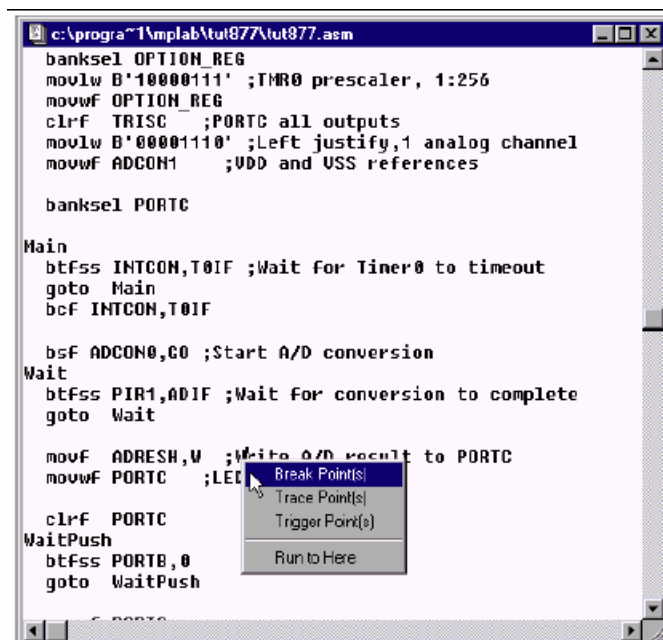 c:\progra~1\mplab\tut877\tut877.asm
banksel OPTION_REG
movlw B'10000111' ;TMR0 prescaler, 1:256
movwf OPTION_REG
clrf TRISC ;PORTC all outputs
movlw B'00001110' ;Left justify,1 analog channel
movwf ADCON1 ;VDD and VSS references
banksel PORTC
Main
btfss INTCON,T0IF ;Wait for Timer0 to timeout
goto Main
bcf INTCON,T0IF
bsf ADCON0,GO ;Start A/D conversion
Wait
btfss PIR1,ADIF ;Wait for conversion to complete
goto Wait
movf ADRESH,W ;Write A/D result to PORTC
movwf PORTC ;LED
Break Point(s)
Trace Point(s)
Trigger Point(s)
Run to Here
clrf PORTC
WaitPush
btfss PORTB,0
goto WaitPush